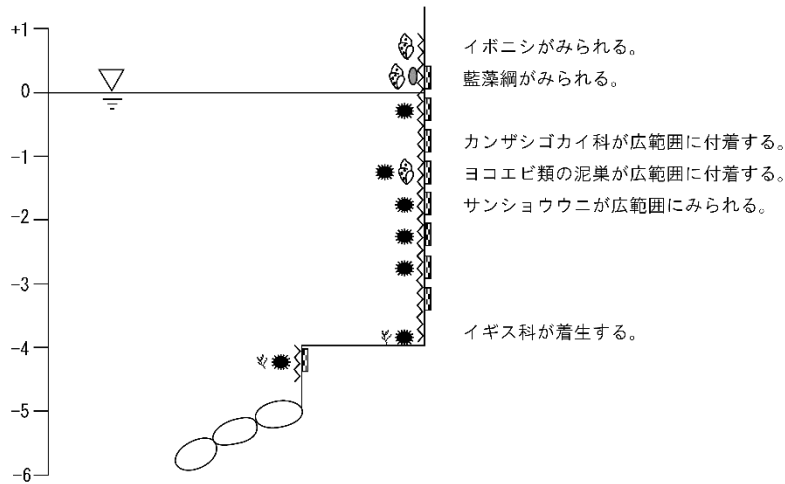 +1
イボニシがみられる。
藍藻綱がみられる。
0
カンザシゴカイ科が広範囲に付着する。
-1
ヨコエビ類の泥巣が広範囲に付着する。
サンショウウニが広範囲にみられる。
-2
-3
イギス科が着生する。
-4
-5
-6